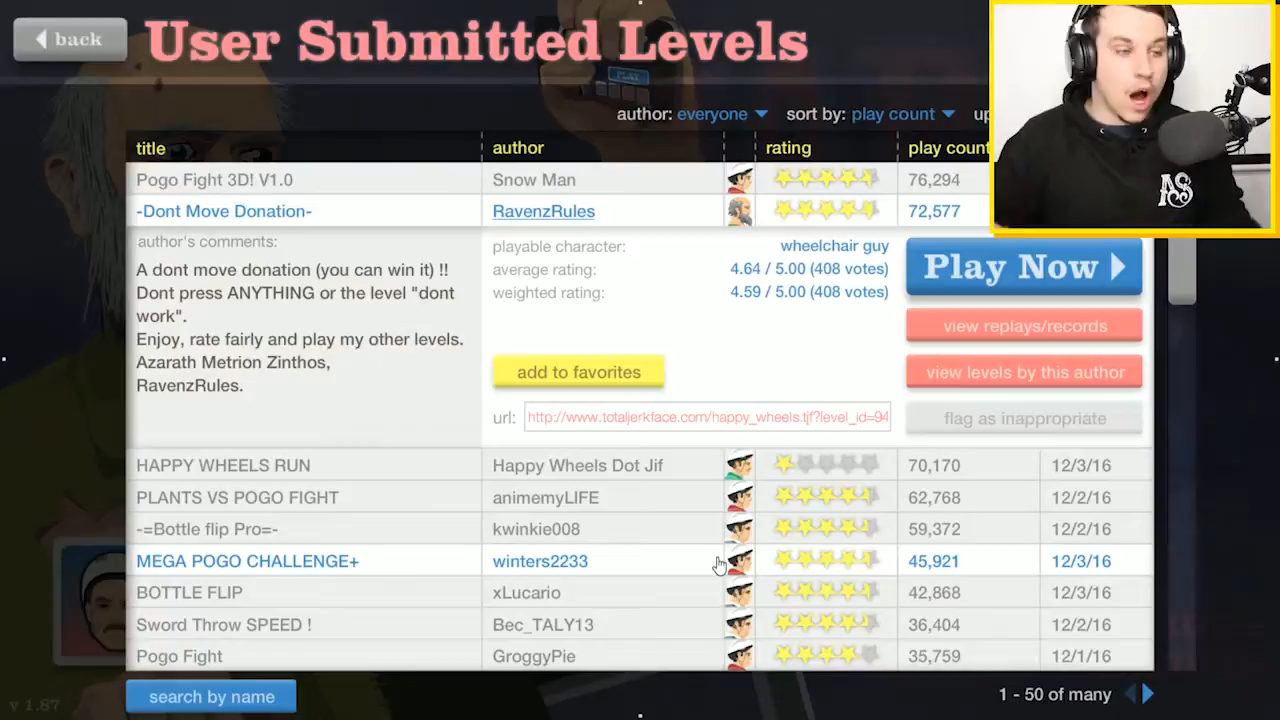 back
User Submitted Levels
PLAY
author: everyone sort by: play count up
title author rating play count
Pogo Fight 3D! V1.0 Snow Man 76,294
-Dont Move Donation- RavenzRules 72,577
author's comments:
A dont move donation (you can win it) !!
Dont press ANYTHING or the level "dont
work".
Enjoy, rate fairly and play my other levels.
Azarath Metrion Zinthos,
RavenzRules.
playable character: wheelchair guy
average rating: 4.64 / 5.00 (408 votes)
weighted rating: 4.59 / 5.00 (408 votes)
add to favorites
url: http://www.totaljerkface.com/happy_wheels.tjf?level_id=94
Play Now
view replays/records
view levels by this author
flag as inappropriate
HAPPY WHEELS RUN Happy Wheels Dot Jif 70,170 12/3/16
PLANTS VS POGO FIGHT animemyLIFE 62,768 12/2/16
-=Bottle flip Pro=- kwinkie008 59,372 12/2/16
MEGA POGO CHALLENGE+ winters2233 45,921 12/3/16
BOTTLE FLIP xLucario 42,868 12/3/16
Sword Throw SPEED ! Bec_TALY13 36,404 12/2/16
Pogo Fight GroggyPie 35,759 12/1/16
search by name
1 - 50 of many
v 1.87
AS